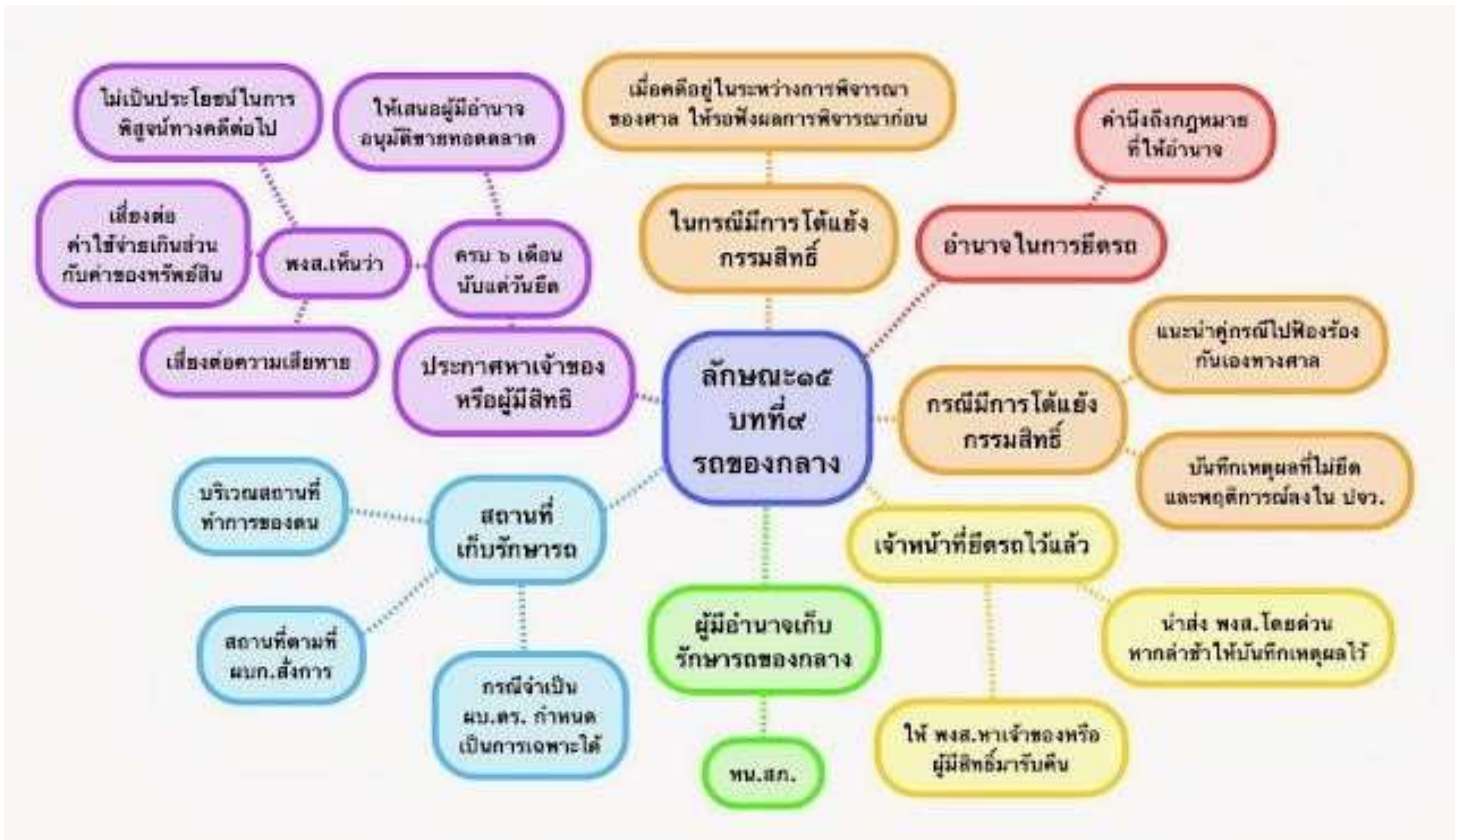 ไม่เป็นประโยชน์ในการ
พิสูจน์ทางคดีต่อไป
ให้เสนอผู้มีอำนาจ
อนุมัติขายทอดตลาด
เสี่ยงต่อ
ค่าใช้จ่ายเกินส่วน
กับค่าของทรัพย์สิน
พงส.เห็นว่า
ครบ ๖ เดือน
นับแต่วันยึด
เสี่ยงต่อความเสียหาย
ประกาศหาเจ้าของ
หรือผู้มีสิทธิ
เมื่อคดีอยู่ในระหว่างการพิจารณา
ของศาล ให้รอฟังผลการพิจารณาก่อน
ในกรณีมีการโต้แย้ง
กรรมสิทธิ์
คำนึงถึงกฎหมาย
ที่ให้อำนาจ
อำนาจในการยึดรถ
ลักษณะ๑๕
บทที่๙
รถของกลาง
แนะนำคู่กรณีไปฟ้องร้อง
กันเองทางศาล
กรณีมีการโต้แย้ง
กรรมสิทธิ์
บันทึกเหตุผลที่ไม่ยึด
และพฤติการณ์ลงใน ปจว.
บริเวณสถานที่
ทำการของตน
สถานที่
เก็บรักษารถ
สถานที่ตามที่
ผบก.สั่งการ
กรณีจำเป็น
ผบ.ตร. กำหนด
เป็นการเฉพาะได้
ผู้มีอำนาจเก็บ
รักษารถของกลาง
หน.สภ.
เจ้าหน้าที่ยึดรถไว้แล้ว
นำส่ง พงส.โดยด่วน
หากล่าช้าให้บันทึกเหตุผลไว้
ให้ พงส.หาเจ้าของหรือ
ผู้มีสิทธิ์มารับคืน